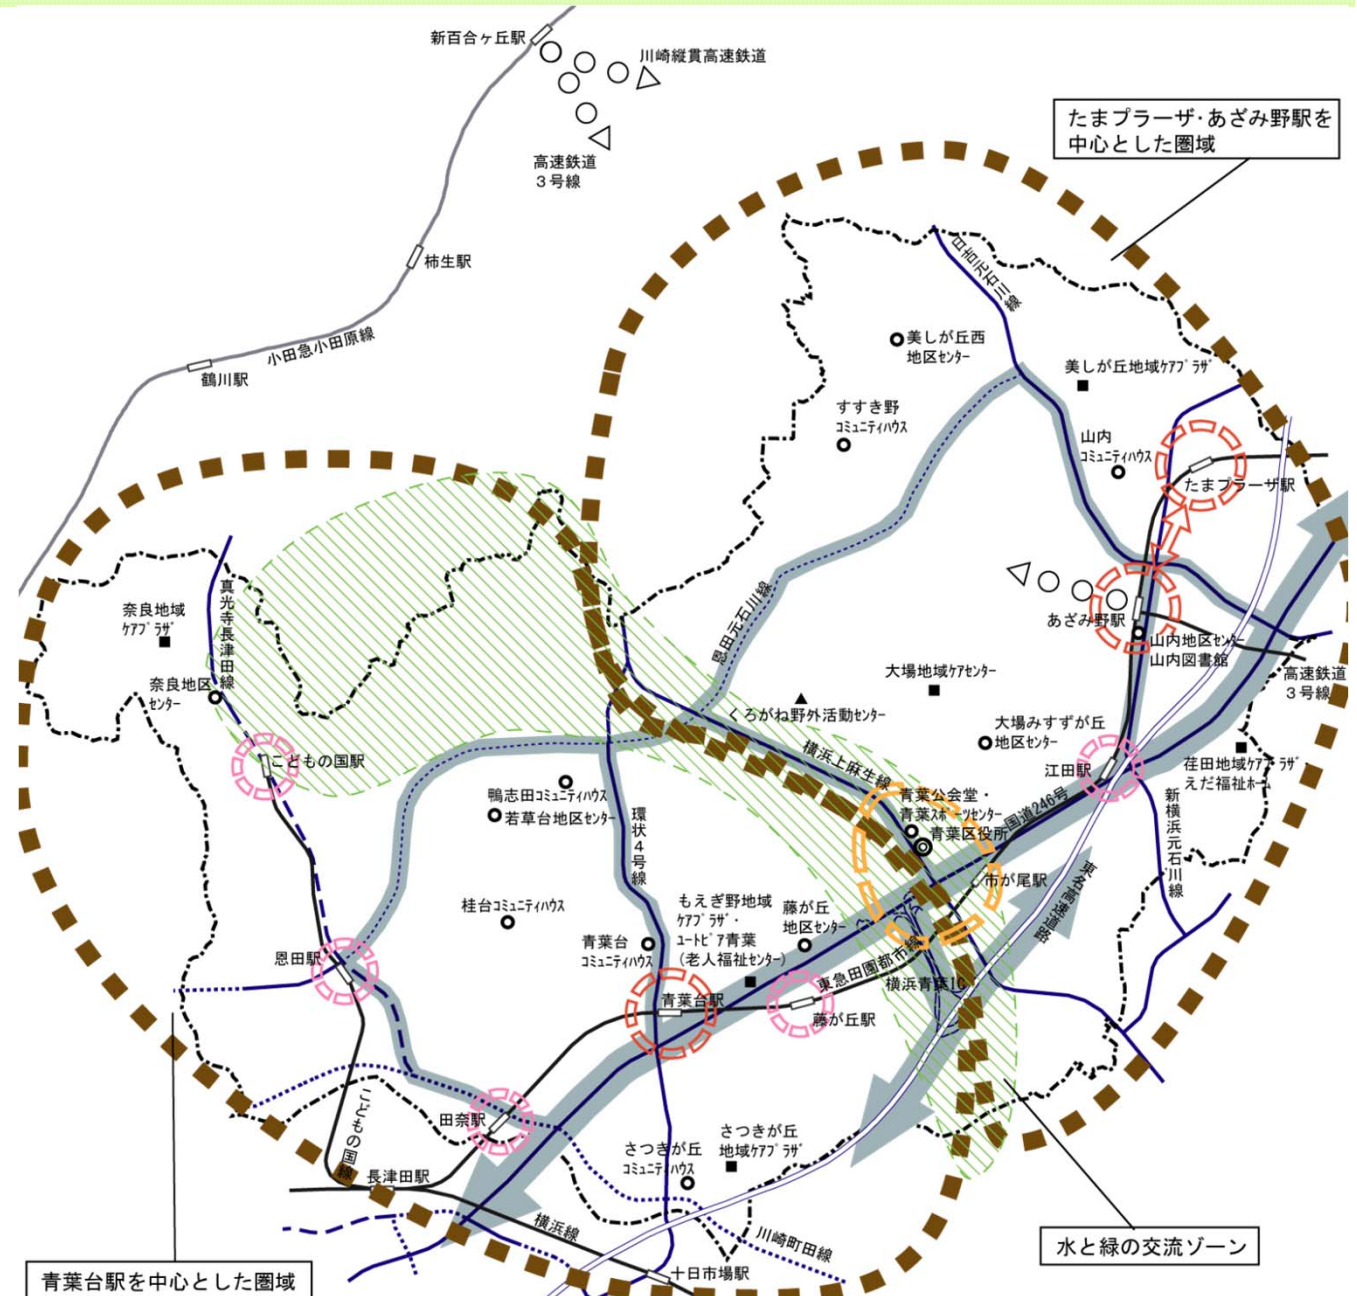 新百合ヶ丘駅
川崎縦貫高速鉄道
高速鉄道
3号線
たまプラーザ・あざみ野駅を
中心とした圏域
柿生駅
小田急小田原線
鶴川駅
日吉元石川線
美しが丘西
地区センター
美しが丘地域ケアプラザ
すすき野
コミュニティハウス
山内
コミュニティハウス
たまプラーザ駅
真光寺長津田線
奈良地域
ケアプラザ
奈良地区
センター
恩田元石川線
あざみ野駅
山内地区センター
山内図書館
高速鉄道
3号線
大場地域ケアセンター
くろがね野外活動センター
大場みすずが丘
地区センター
横浜上麻生線
江田駅
荏田地域ケアプラザ・
えだ福祉ホーム
こどもの国駅
鴨志田コミュニティハウス
若草台地区センター
環状4号線
青葉公会堂・
青葉スポーツセンター
青葉区役所
国道246号
新横浜元石川線
市が尾駅
東名高速道路
桂台コミュニティハウス
もえぎ野地域
ケアプラザ・
ユートピア青葉
(老人福祉センター)
藤が丘
地区センター
青葉台
コミュニティハウス
恩田駅
東急田園都市線
横浜青葉IC
青葉台駅
藤が丘駅
田奈駅
こどもの国線
長津田駅
さつきが丘
コミュニティハウス
さつきが丘
地域ケアプラザ
横浜線
川崎町田線
十日市場駅
水と緑の交流ゾーン
青葉台駅を中心とした圏域